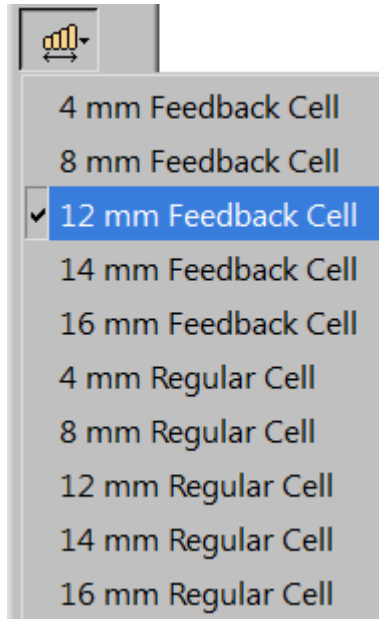 4 mm Feedback Cell
8 mm Feedback Cell
12 mm Feedback Cell
14 mm Feedback Cell
16 mm Feedback Cell
4 mm Regular Cell
8 mm Regular Cell
12 mm Regular Cell
14 mm Regular Cell
16 mm Regular Cell